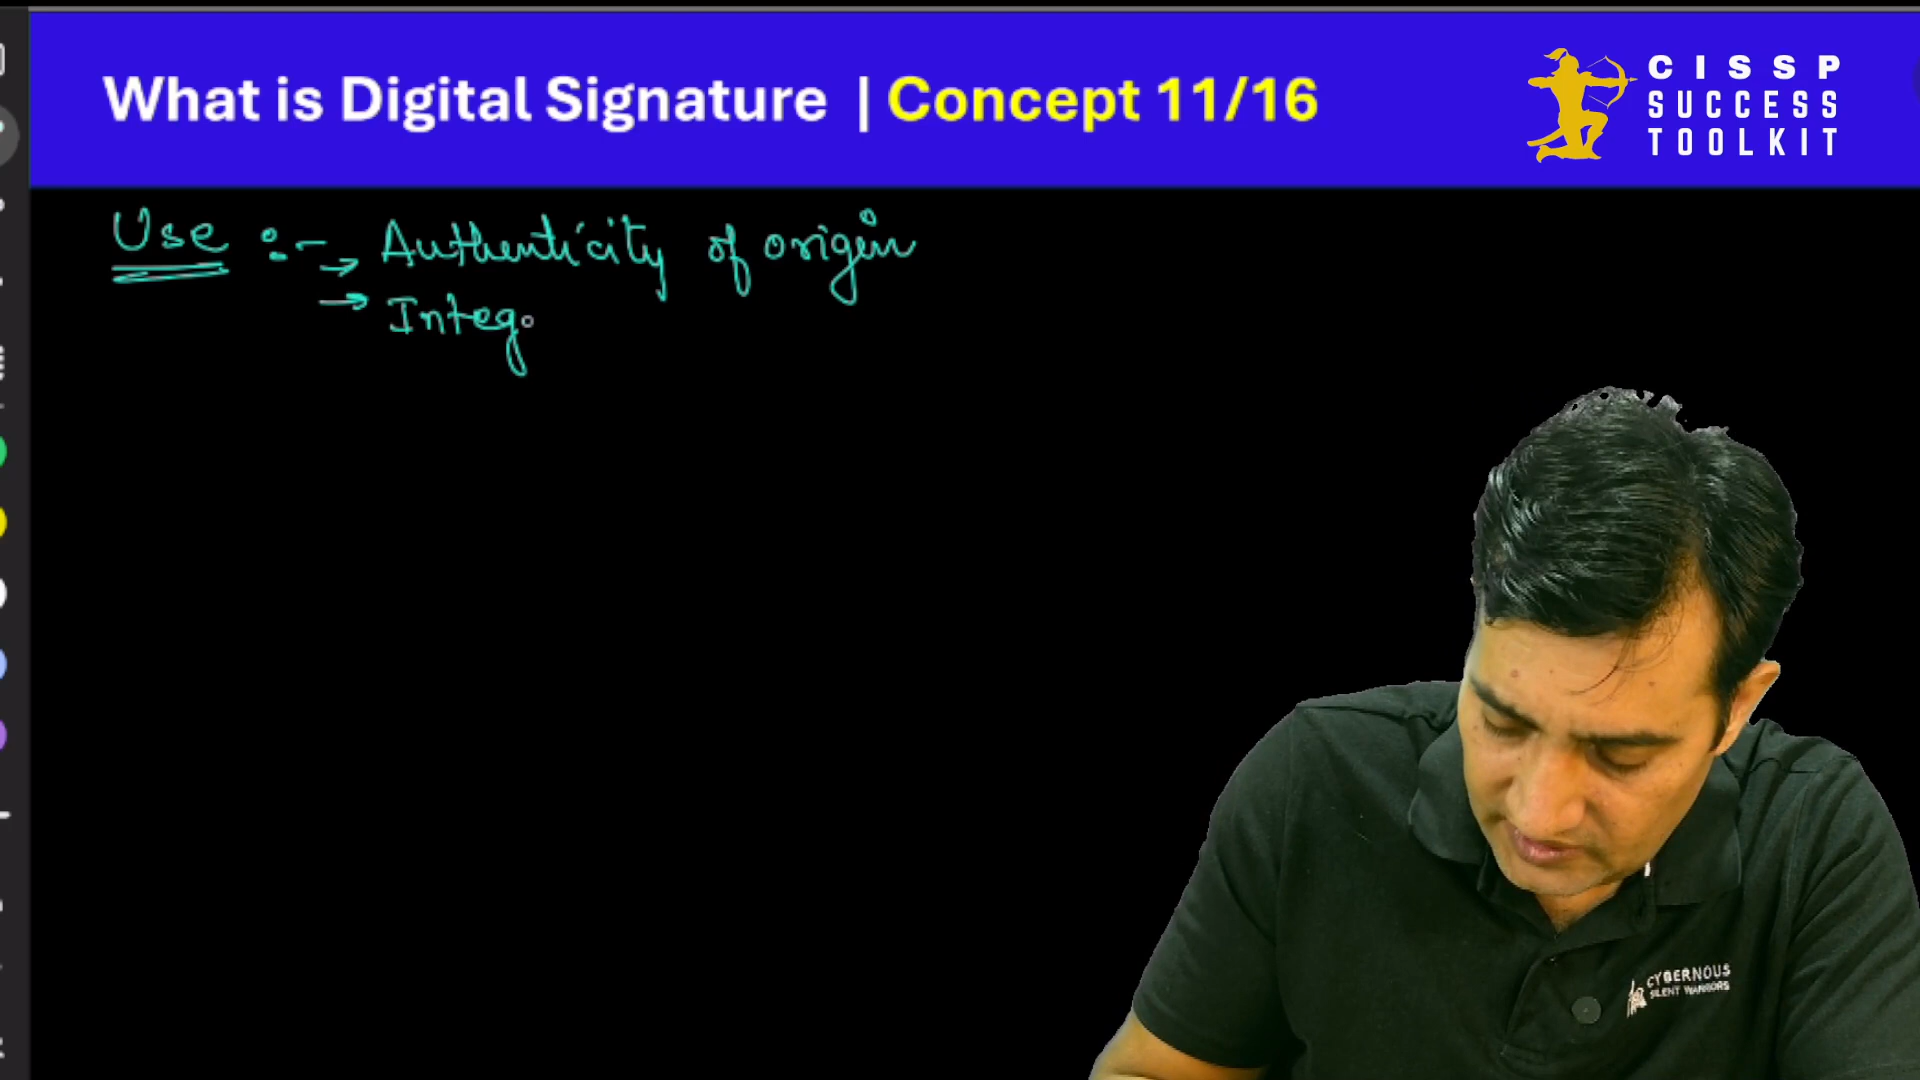 What is Digital Signature | Concept 11/16
CISSP
SUCCESS
TOOLKIT
Use :- → Authenticity of origin
→ Integ
CYBERNOUS
SILENT WARRIORS